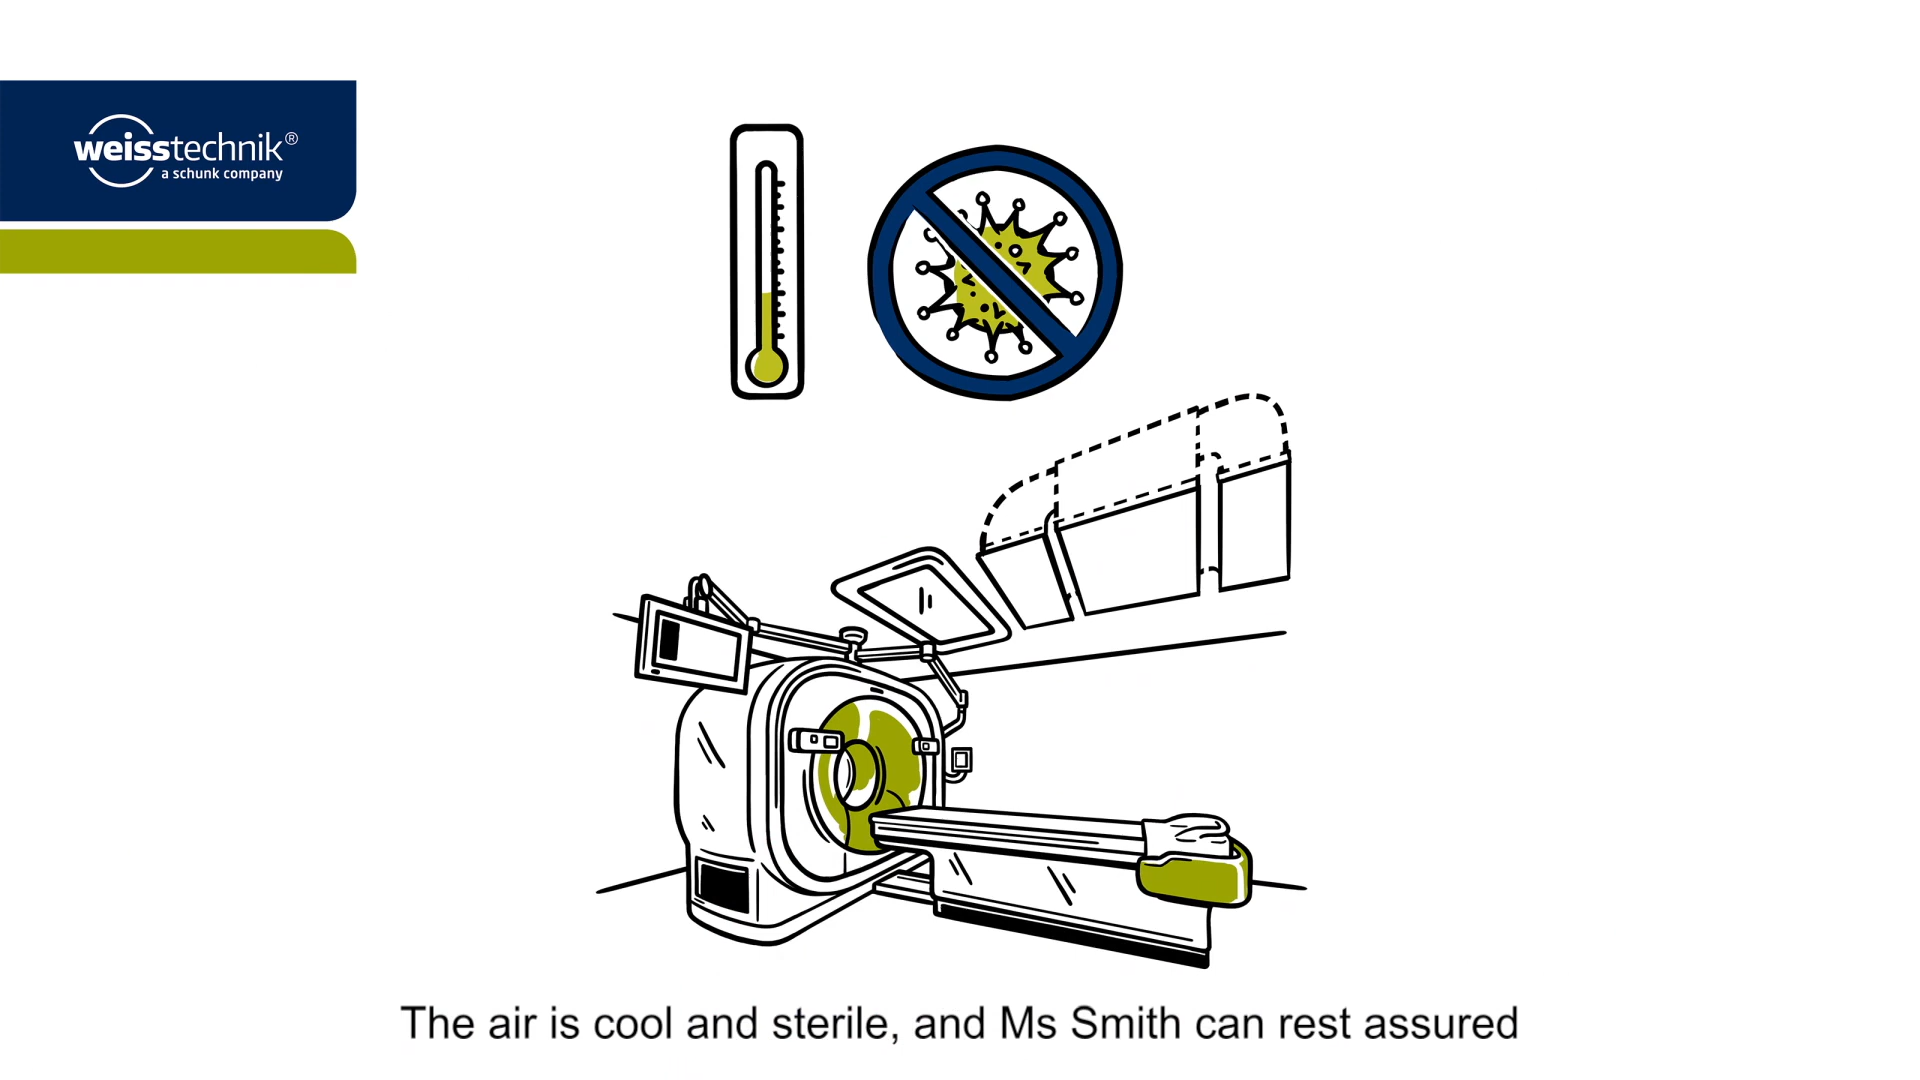 weisstechnik®
a schunk company
The air is cool and sterile, and Ms Smith can rest assured